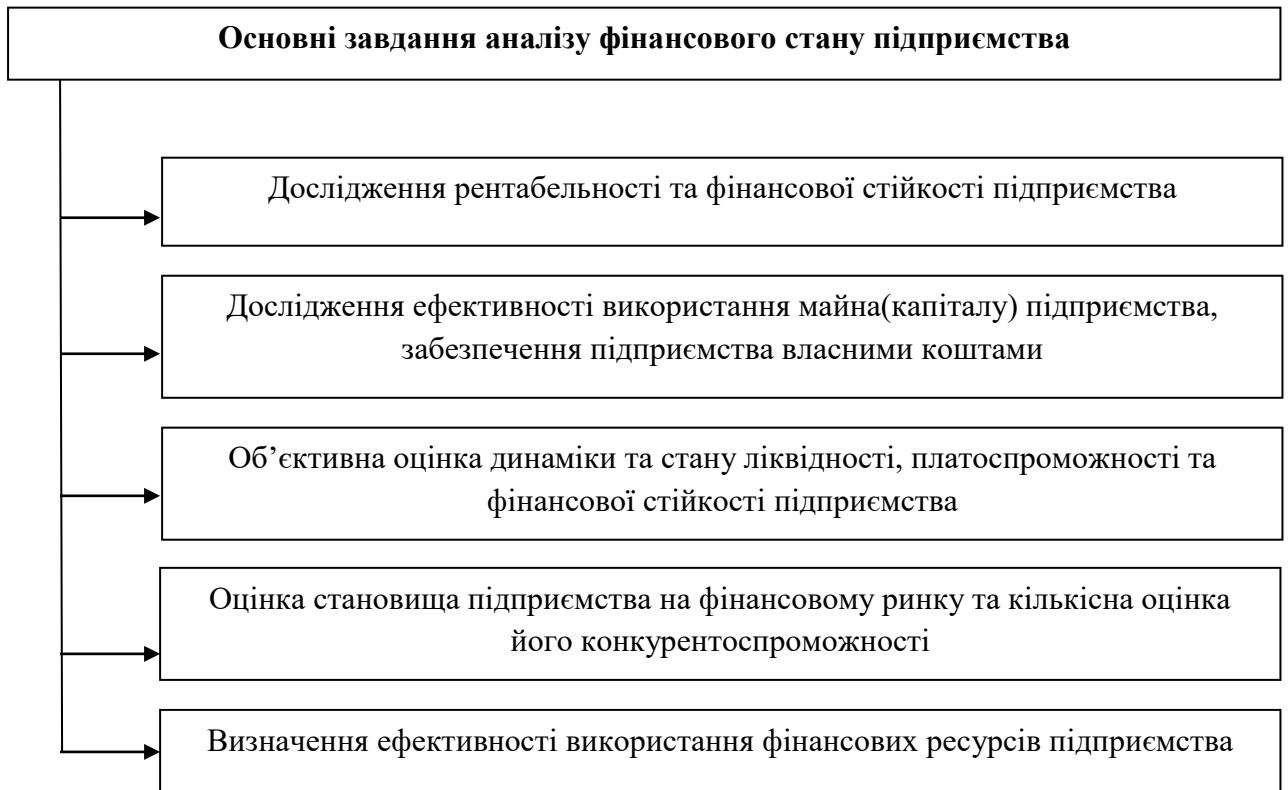 Основні завдання аналізу фінансового стану підприємства
Дослідження рентабельності та фінансової стійкості підприємства
Дослідження ефективності використання майна(капіталу) підприємства,
забезпечення підприємства власними коштами
Об’єктивна оцінка динаміки та стану ліквідності, платоспроможності та
фінансової стійкості підприємства
Оцінка становища підприємства на фінансовому ринку та кількісна оцінка
його конкурентоспроможності
Визначення ефективності використання фінансових ресурсів підприємства